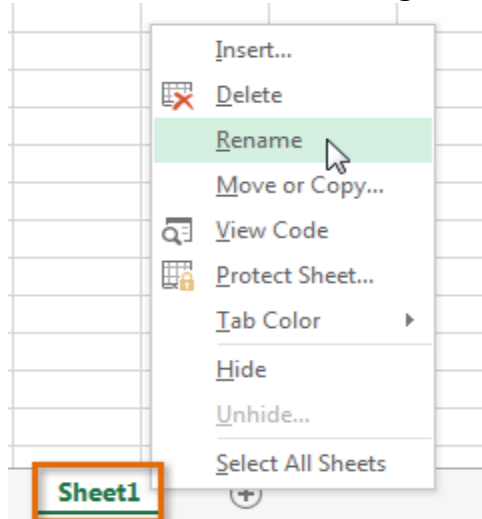 Insert...
Delete
Rename
Move or Copy...
View Code
Protect Sheet...
Tab Color
Hide
Unhide...
Select All Sheets
Sheet1